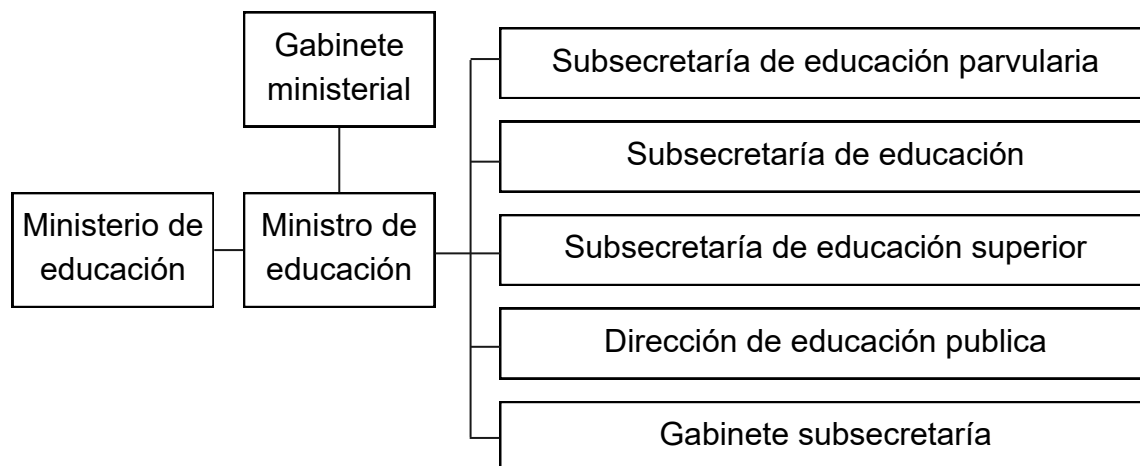 Gabinete
ministerial
Ministerio de
educación
Ministro de
educación
Subsecretaría de educación parvularia
Subsecretaría de educación
Subsecretaría de educación superior
Dirección de educación publica
Gabinete subsecretaría